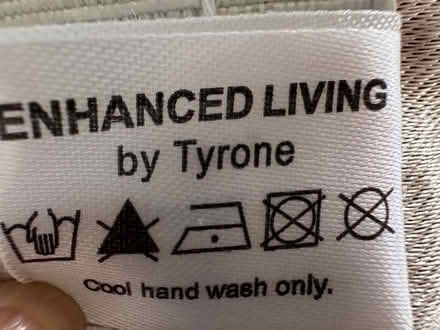 ENHANCED LIVING
by Tyrone
Cool hand wash only.